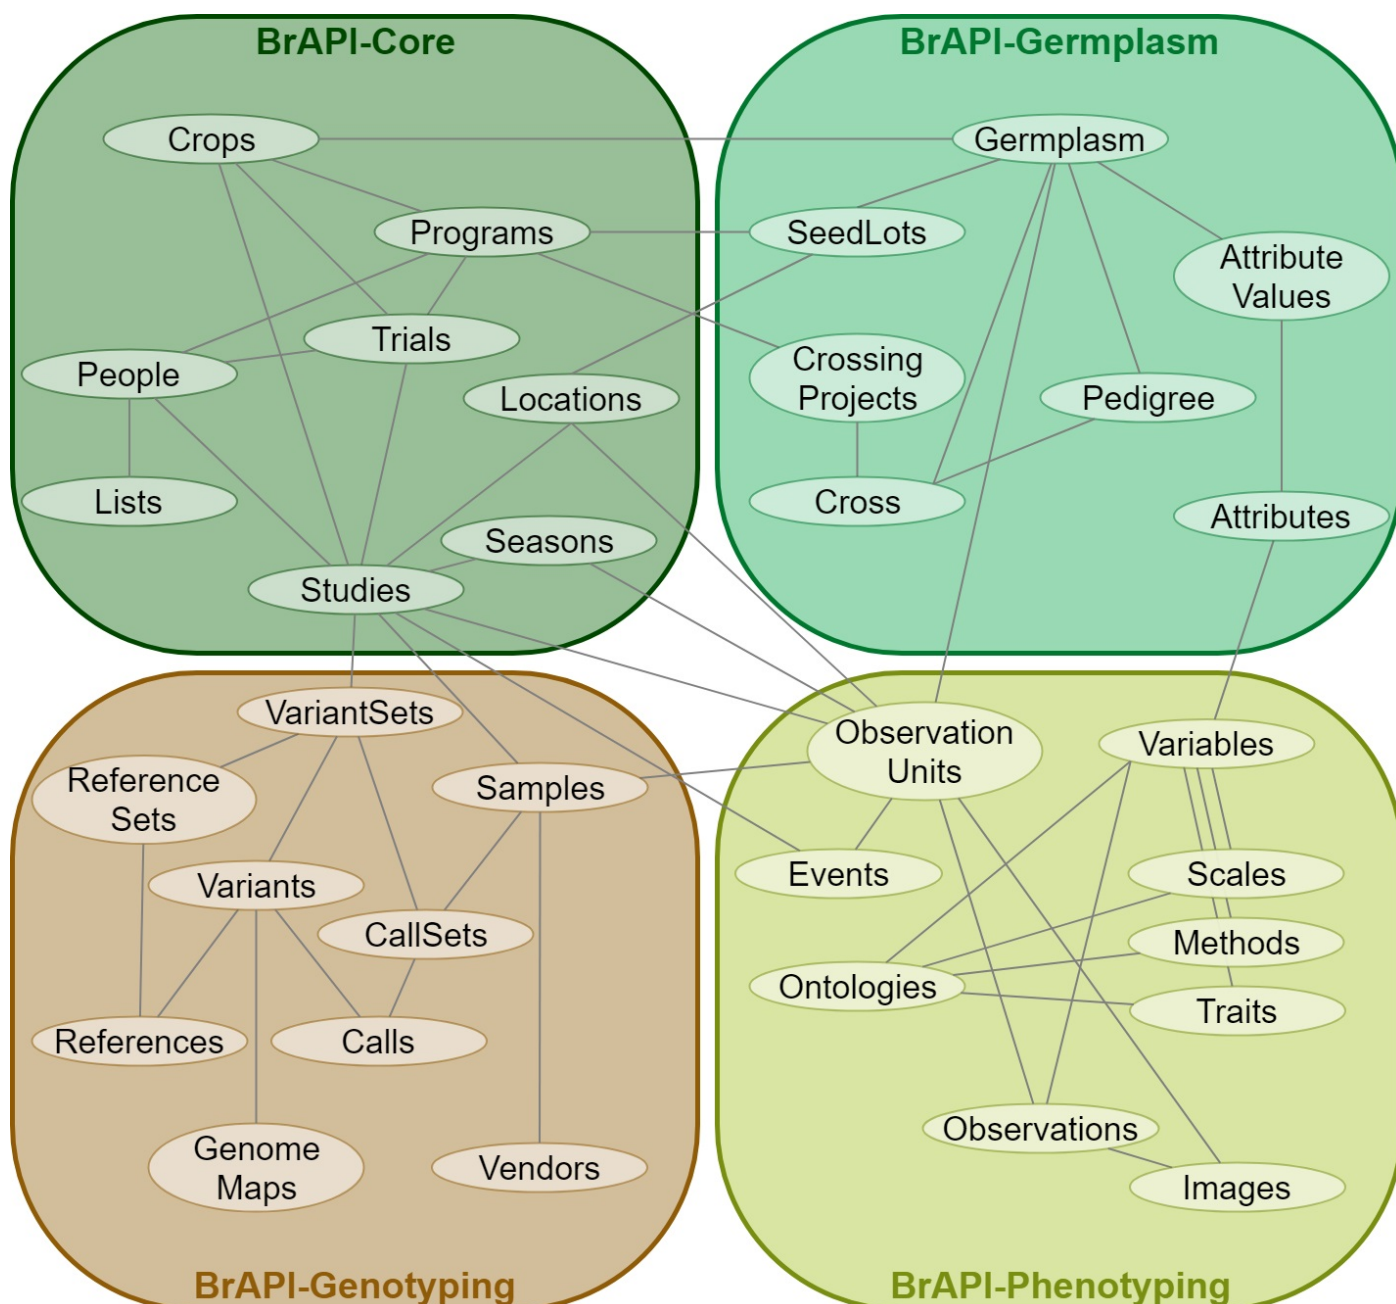 BrAPI-Core
Crops
Programs
Trials
People
Locations
Lists
Seasons
Studies
BrAPI-Germplasm
Germplasm
SeedLots
Attribute
Values
Crossing
Projects
Pedigree
Cross
Attributes
VariantSets
Reference
Sets
Samples
Variants
CallSets
References
Calls
Genome
Maps
Vendors
BrAPI-Genotyping
Observation
Units
Variables
Events
Scales
Methods
Ontologies
Traits
Observations
Images
BrAPI-Phenotyping